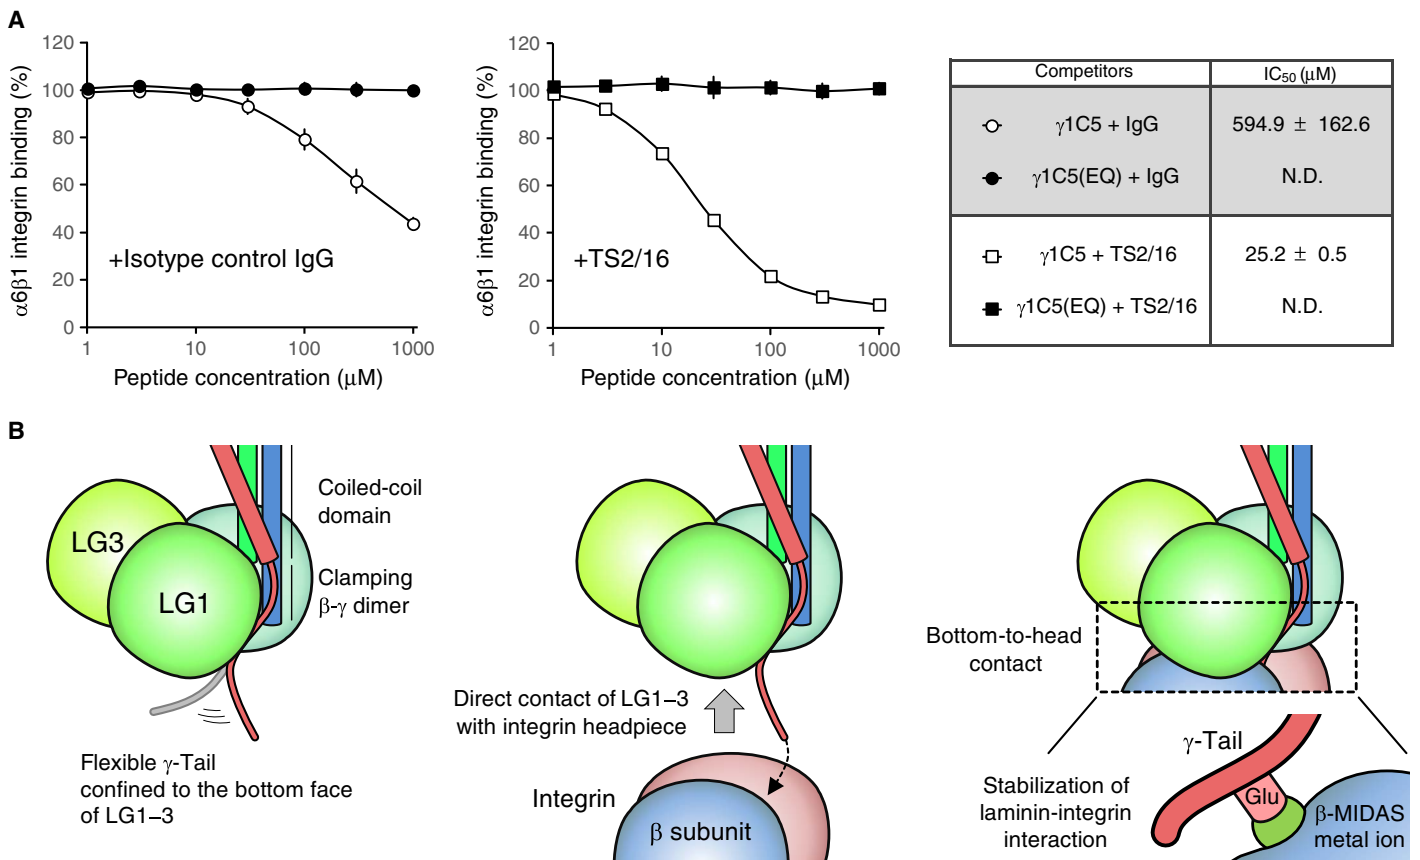 A
120
100
80
60
40
20
0
α6β1 integrin binding (%)
+Isotype control IgG
1
10
100
1000
Peptide concentration (μM)
120
100
80
60
40
20
0
α6β1 integrin binding (%)
+TS2/16
1
10
100
1000
Peptide concentration (μM)
Competitors
IC50 (μM)
γ1C5 + IgG
594.9 ± 162.6
γ1C5(EQ) + IgG
N.D.
γ1C5 + TS2/16
25.2 ± 0.5
γ1C5(EQ) + TS2/16
N.D.
B
LG3
LG1
Coiled-coil
domain
Clamping
β-γ dimer
Flexible γ-Tail
confined to the bottom face
of LG1–3
Direct contact of LG1–3
with integrin headpiece
Integrin
β subunit
Bottom-to-head
contact
γ-Tail
Stabilization of
laminin-integrin
interaction
Glu
β-MIDAS
metal ion